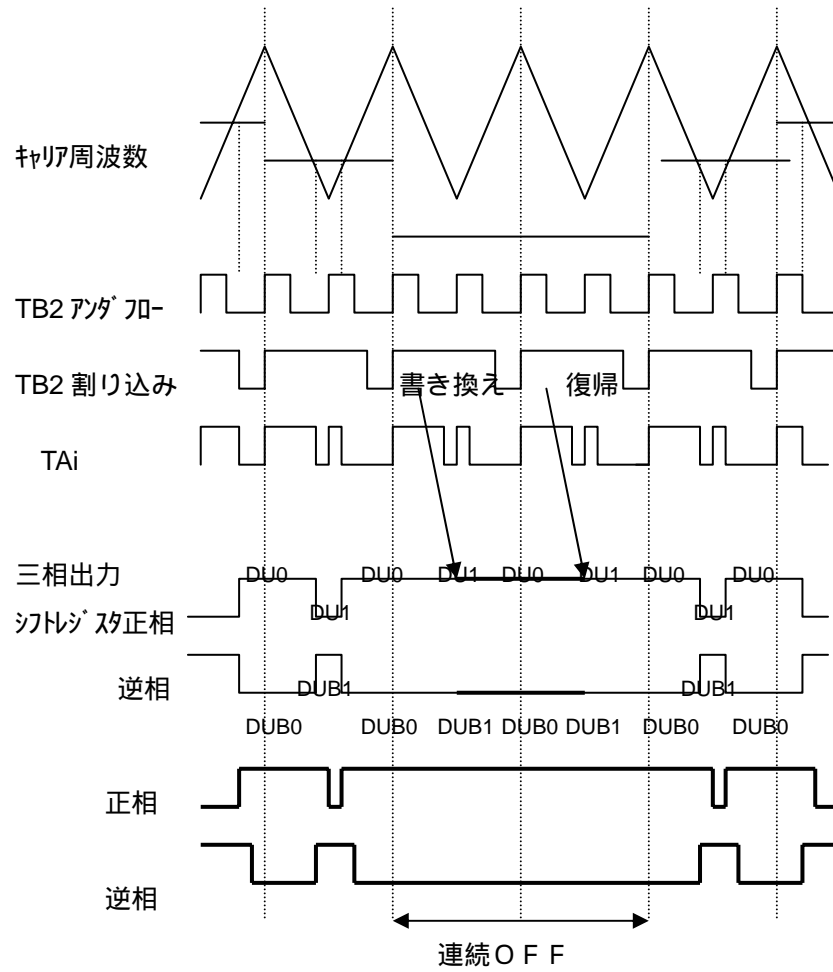 ｷｬﾘｱ周波数
TB2 ｱﾝﾀﾞﾌﾛｰ
TB2 割り込み
書き換え 復帰
TAi
三相出力
DU0 DU0 DU1 DU0 DU1 DU0 DU0
ｼﾌﾄﾚｼﾞｽﾀ正相
DU1 DU1
逆相
DUB1 DUB1
DUB0 DUB0 DUB1 DUB0 DUB1 DUB0 DUB0
正相
逆相
連続ＯＦＦ